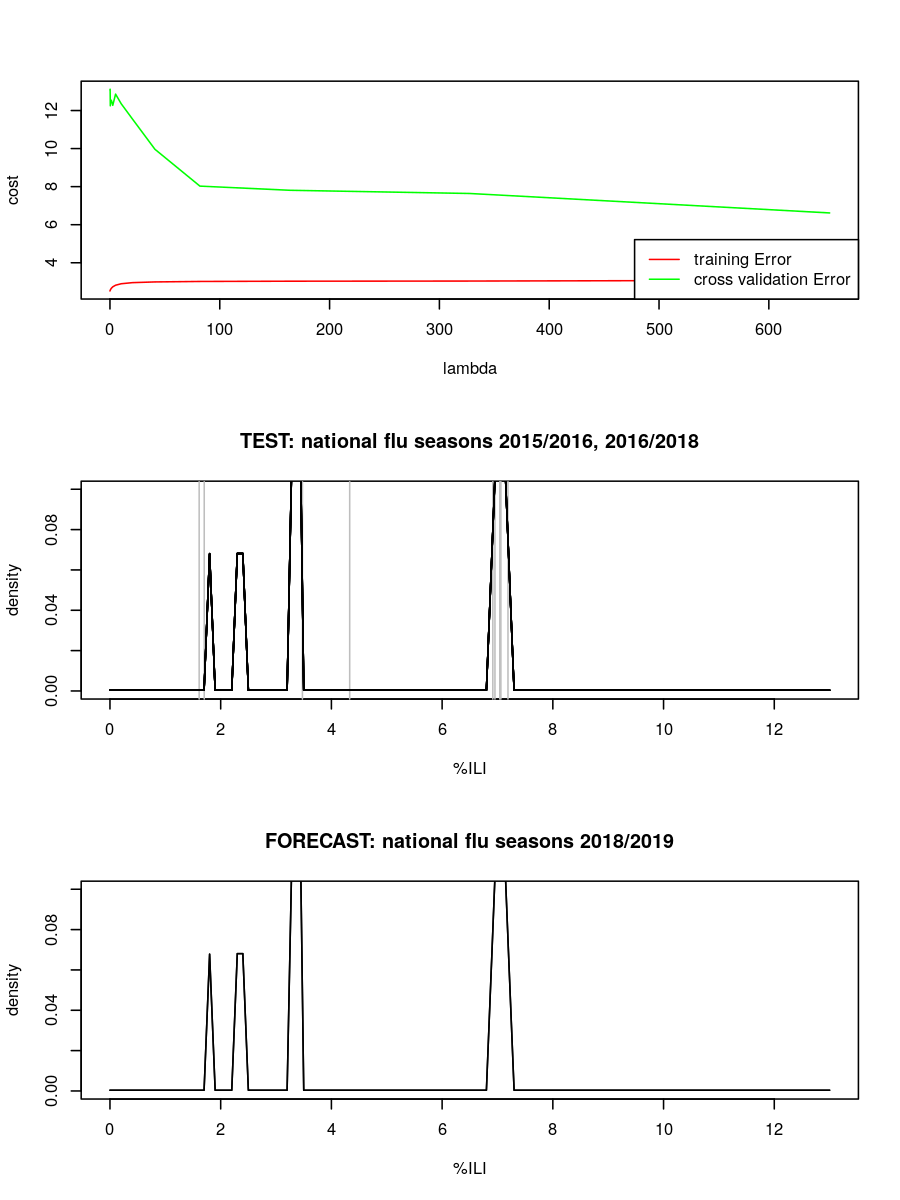 12
10
8
6
4
cost
training Error
cross validation Error
0 100 200 300 400 500 600
lambda
TEST: national flu seasons 2015/2016, 2016/2018
0.08
0.04
0.00
density
0 2 4 6 8 10 12
%ILI
FORECAST: national flu seasons 2018/2019
0.08
0.04
0.00
density
0 2 4 6 8 10 12
%ILI